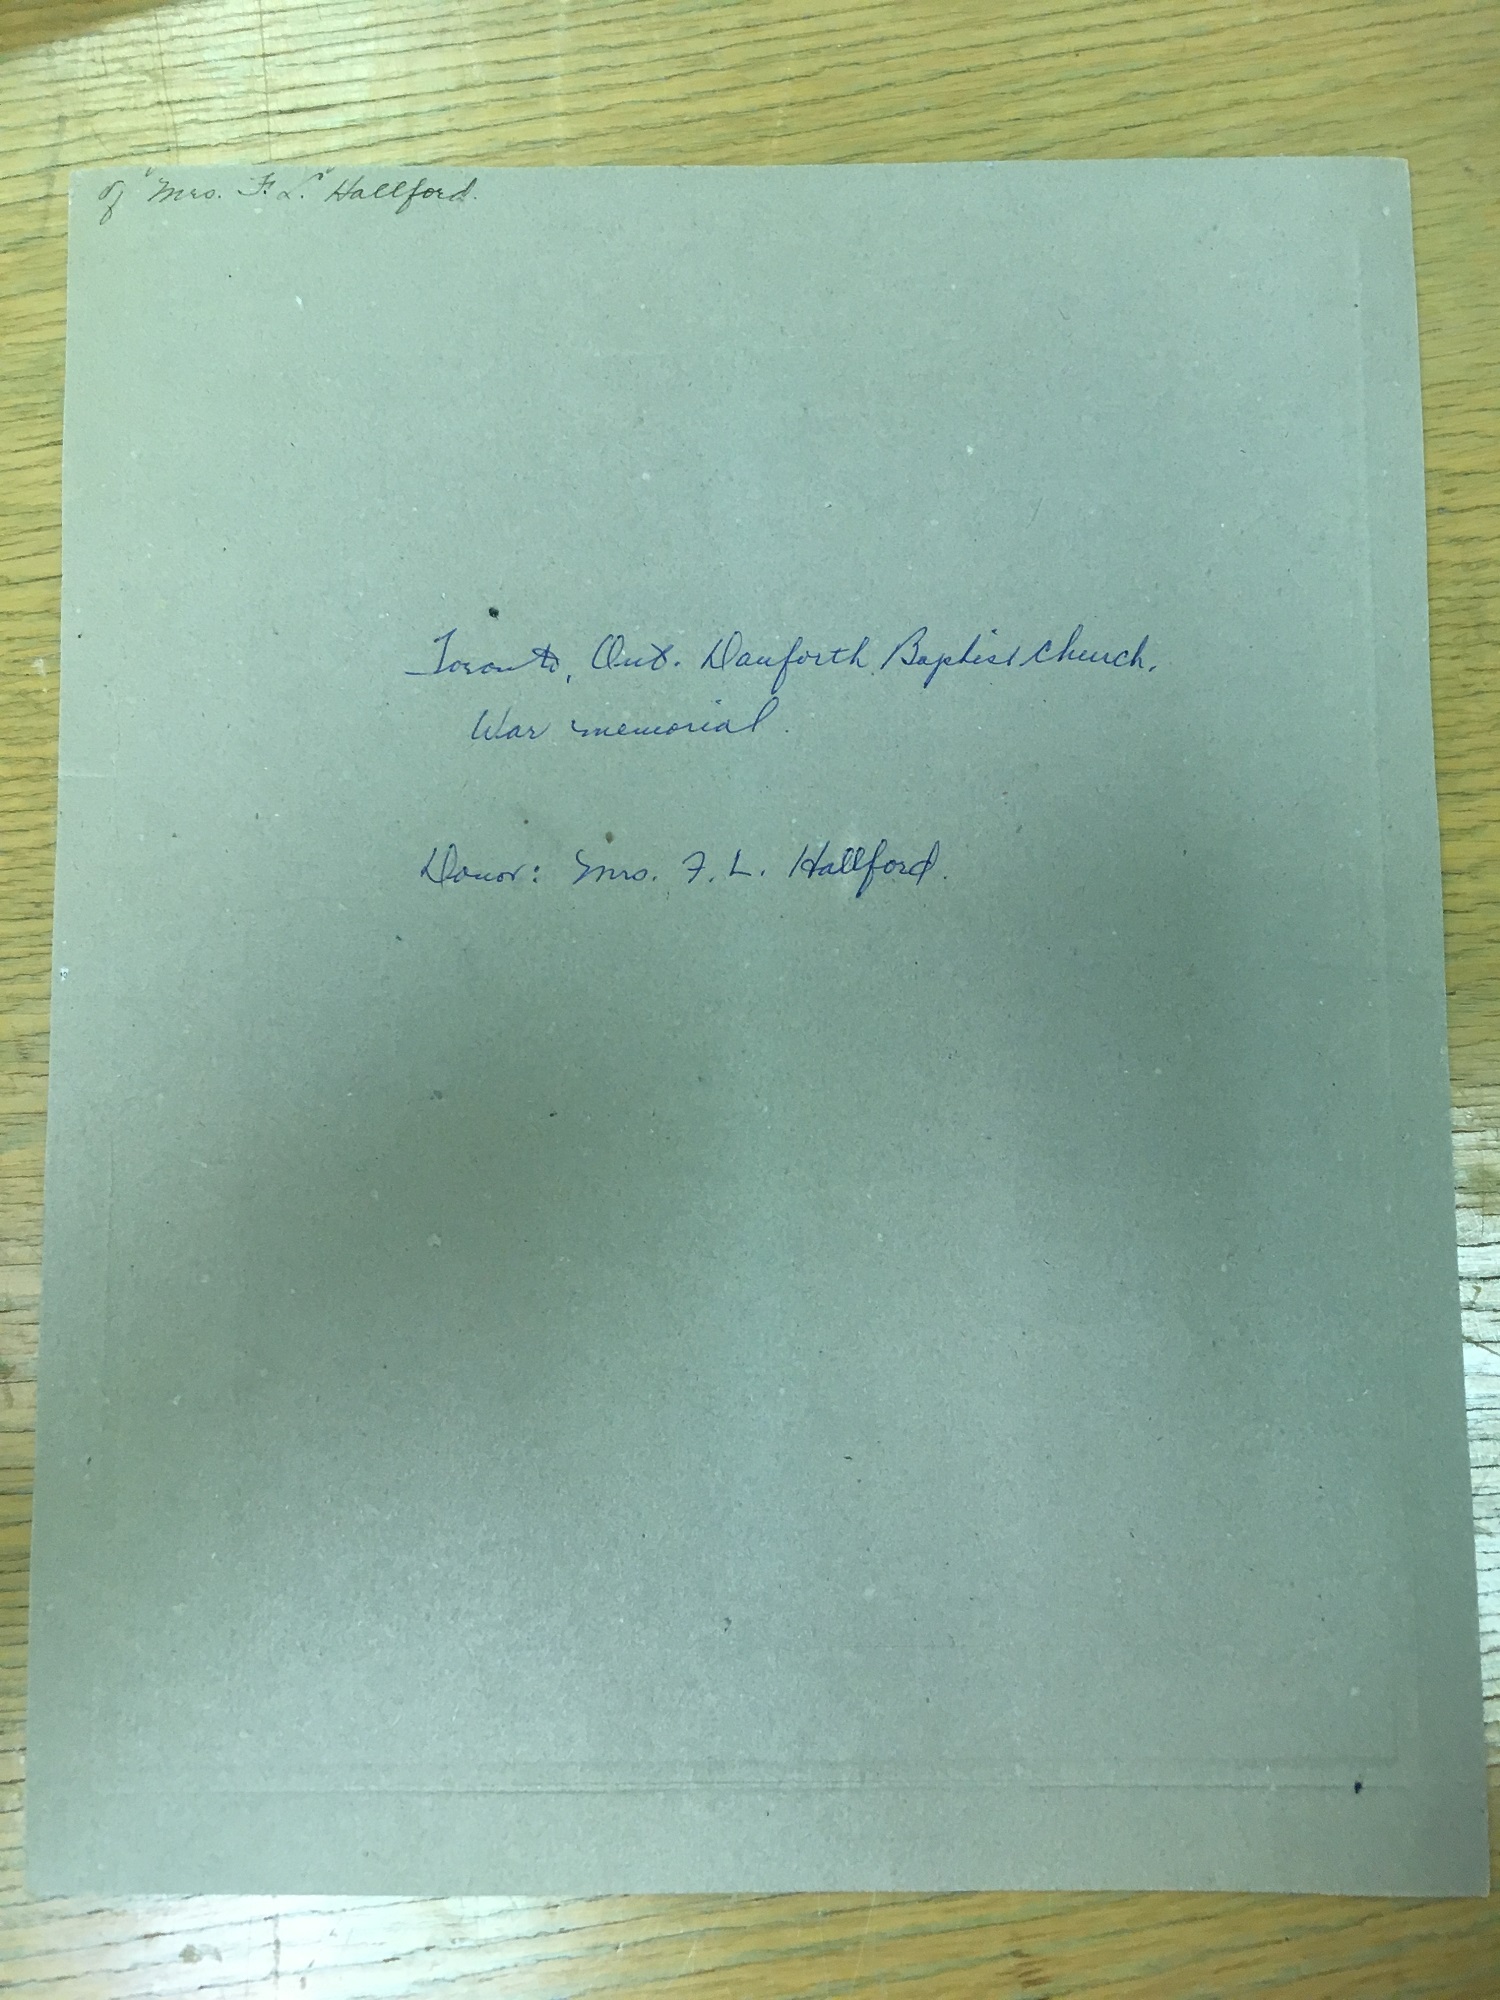 of "Mrs. F. L." Hallford.
Toronto, Ont. Danforth Baptist Church.
War memorial.
Donor: Mrs. F. L. Hallford.